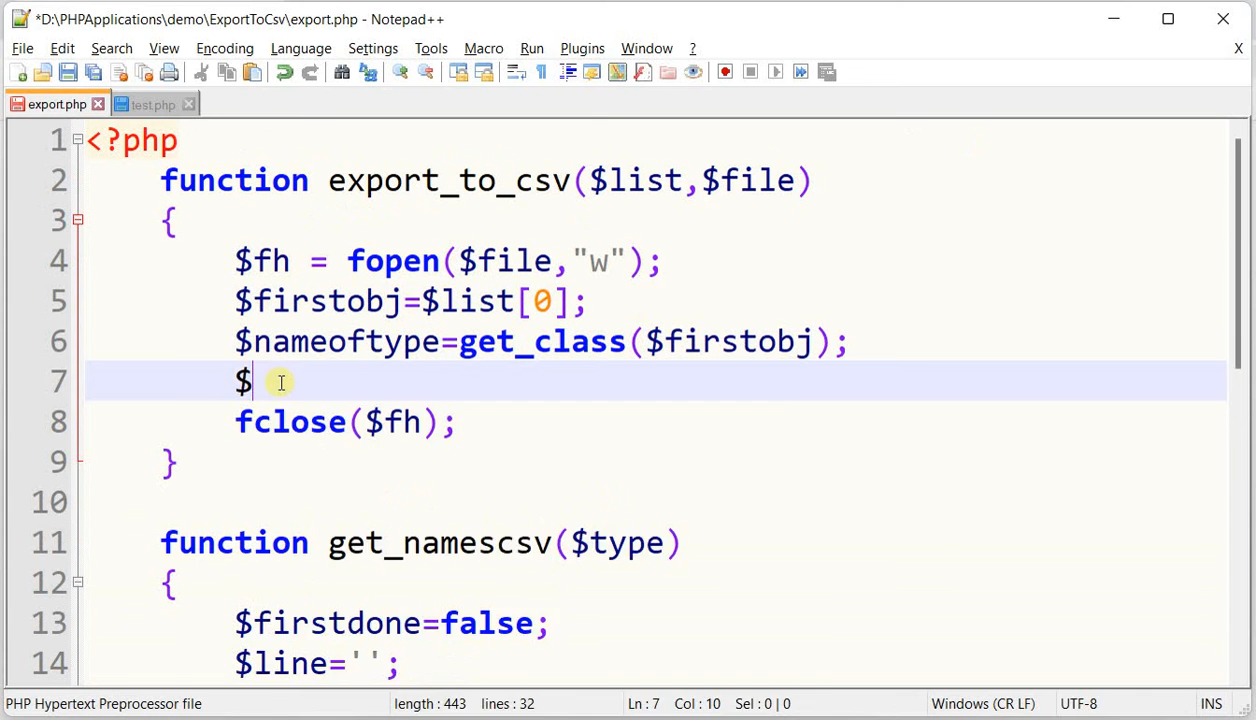 *D:\PHPApplications\demo\ExportToCsv\export.php - Notepad++
File Edit Search View Encoding Language Settings Tools Macro Run Plugins Window ? X
export.php test.php
1 <?php
2 function export_to_csv($list,$file)
3 {
4 $fh = fopen($file,"w");
5 $firstobj=$list[0];
6 $nameoftype=get_class($firstobj);
7 $
8 fclose($fh);
9 }
10
11 function get_namescsv($type)
12 {
13 $firstdone=false;
14 $line='';
PHP Hypertext Preprocessor file length : 443 lines : 32 Ln : 7 Col : 10 Sel : 0 | 0 Windows (CR LF) UTF-8 INS